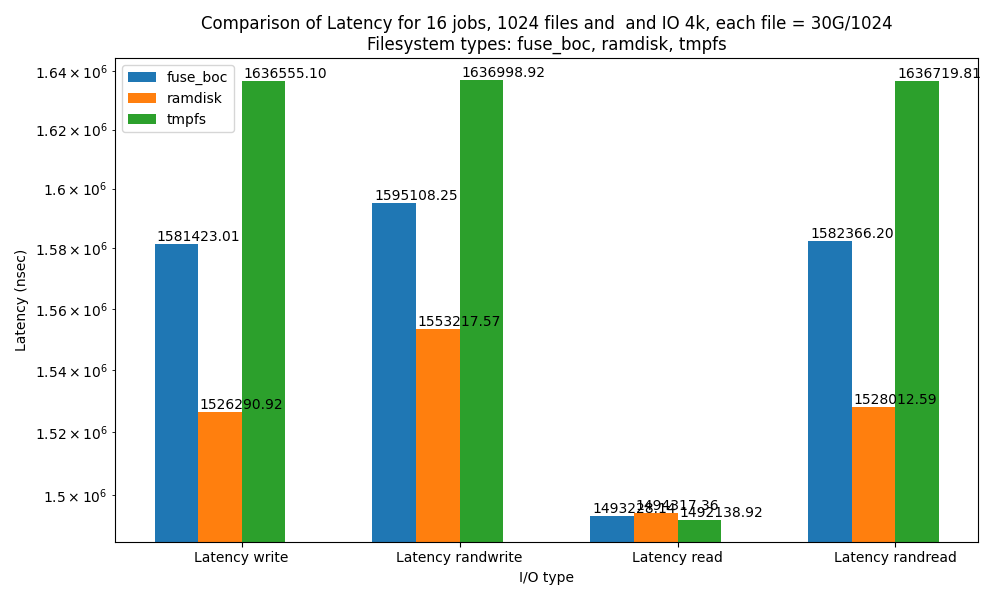 Comparison of Latency for 16 jobs, 1024 files and  and IO 4k, each file = 30G/1024
Filesystem types: fuse_boc, ramdisk, tmpfs
fuse_boc
ramdisk
tmpfs
1636555.10
1636998.92
1636719.81
1595108.25
1581423.01
1582366.20
1553217.57
1526290.92
1528012.59
1493228.14
1494317.36
1492138.92
1.64 × 10⁶
1.62 × 10⁶
1.6 × 10⁶
1.58 × 10⁶
1.56 × 10⁶
1.54 × 10⁶
1.52 × 10⁶
1.5 × 10⁶
Latency (nsec)
Latency write
Latency randwrite
Latency read
Latency randread
I/O type